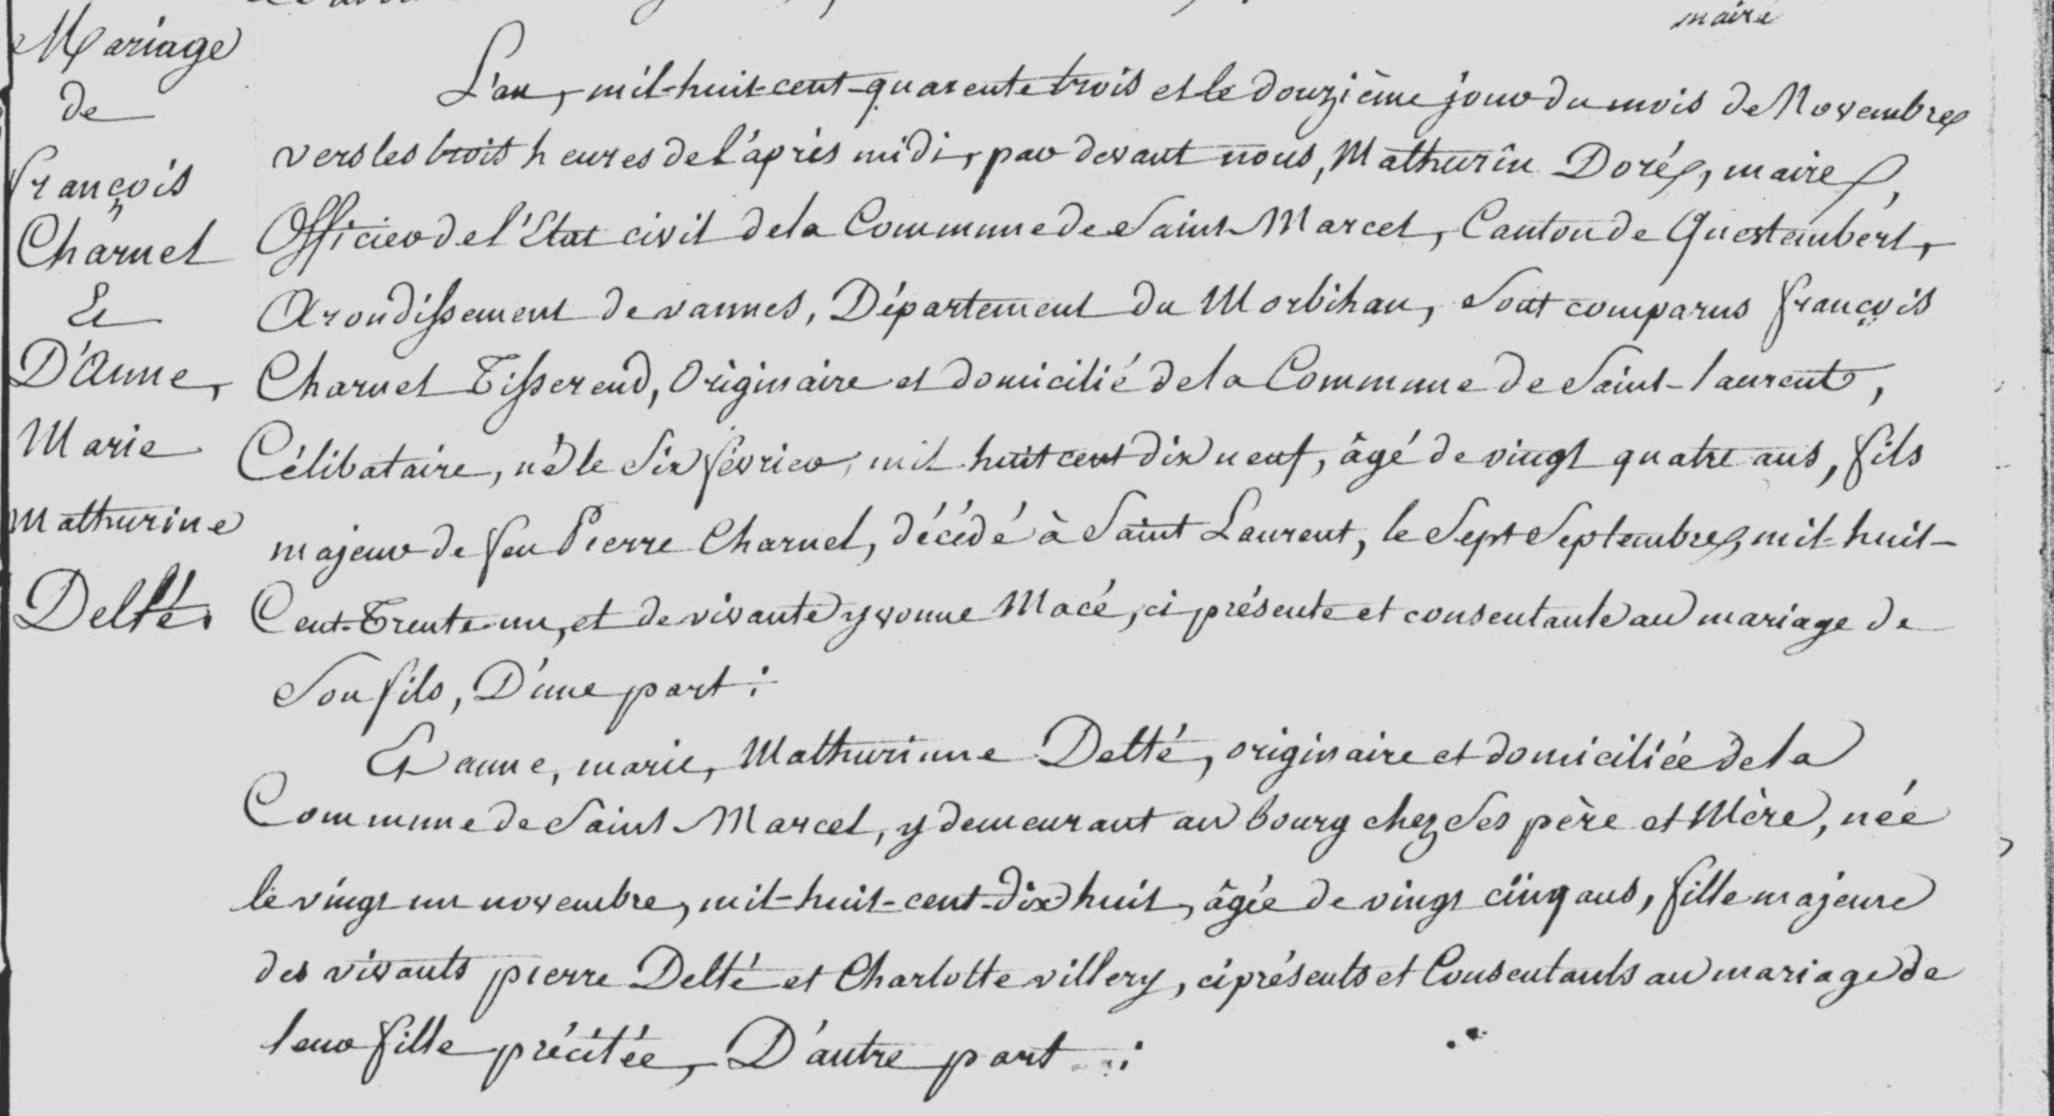 maire
Mariage
de
françois
Charnel
Et
D'Anne,
Marie
Mathurine
Delté.
L'an, mil-huit-cent-quarente trois et le douzième jour du mois de Novembre
vers les trois heures de l'après midi, par devant nous, Mathurin Doré, maire,
Officier de l'Etat civil de la Commune de Saint-Marcel, Canton de Questembert,
Arondissement de vannes, Département du Morbihan, Sont comparus françois
Charnel Tisserend, Originaire et domicilié de la Commune de Saint-laurent,
Célibataire, né le Six février, mil huit cent dix neuf, âgé de vingt quatre ans, fils
majeur de feu Pierre Charnel, décédé à Saint Laurent, le Sept Septembre, mil-huit-
Cent-Trente-un, et de vivante yvonne Macé, ci présente et consentante au mariage de
Son fils, D'une part :
Et anne, marie, Mathurinne Delté, originaire et domiciliée de la
Commune de Saint Marcel, y demeurant au bourg chez Ses père et Mère, née
le vingt un novembre, mil-huit-cent-dix huit, âgée de vingt cinq ans, fille majeure
des vivants pierre Delté et Charlotte villery, ci présents et Consentants au mariage de
leur fille précitée, D'autre part :